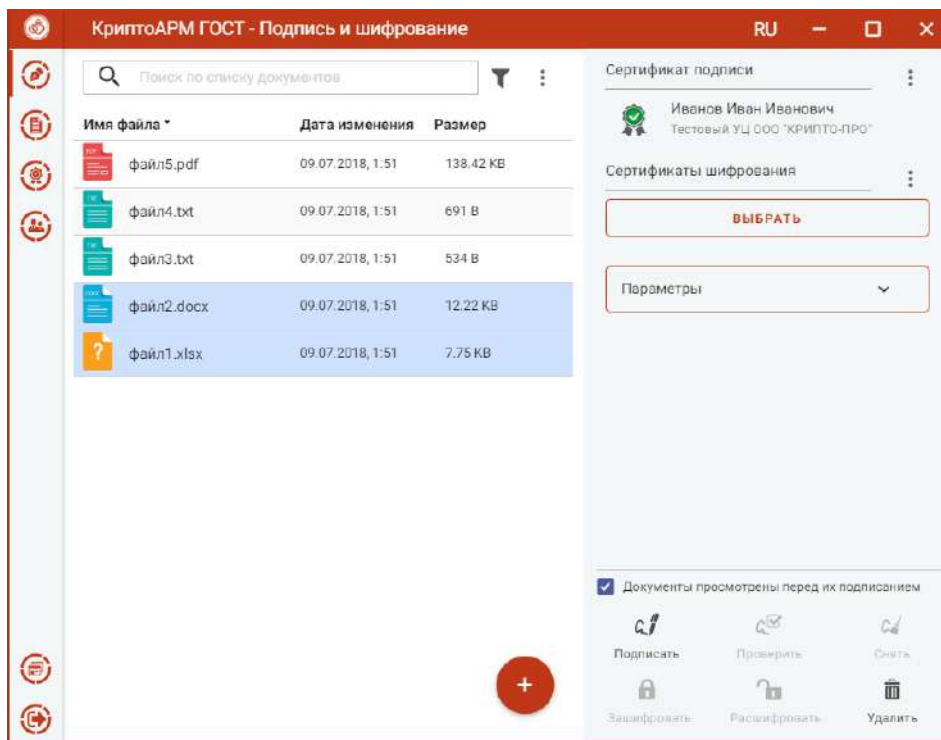 КриптоАРМ ГОСТ - Подпись и шифрование RU
Поиск по списку документов
Имя файла Дата изменения Размер
файл5.pdf 09.07.2018, 1:51 138.42 KB
файл4.txt 09.07.2018, 1:51 691 B
файл3.txt 09.07.2018, 1:51 534 B
файл2.docx 09.07.2018, 1:51 12.22 KB
? файл1.xlsx 09.07.2018, 1:51 7.75 KB
Сертификат подписи
Иванов Иван Иванович
Тестовый УЦ ООО "КРИПТО-ПРО"
Сертификаты шифрования
ВЫБРАТЬ
Параметры
Документы просмотрены перед их подписанием
Подписать Проверить Снять
Зашифровать Расшифровать Удалить